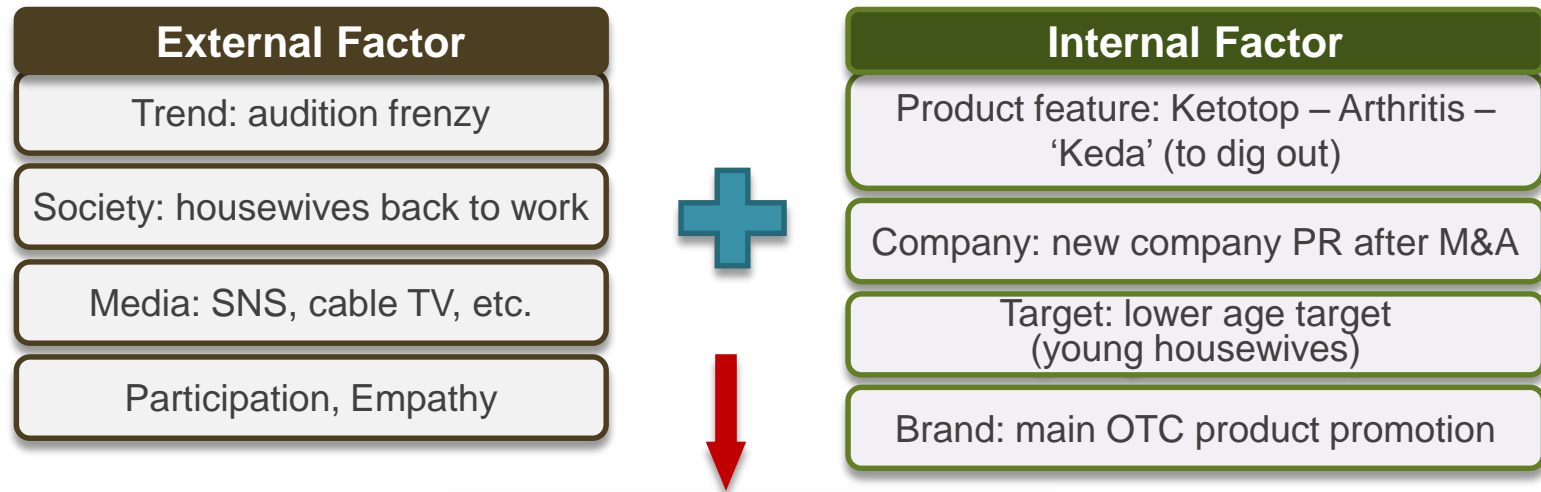 External Factor
Trend: audition frenzy
Society: housewives back to work
Media: SNS, cable TV, etc.
Participation, Empathy
Internal Factor
Product feature: Ketotop – Arthritis –
‘Keda’ (to dig out)
Company: new company PR after M&A
Target: lower age target
(young housewives)
Brand: main OTC product promotion